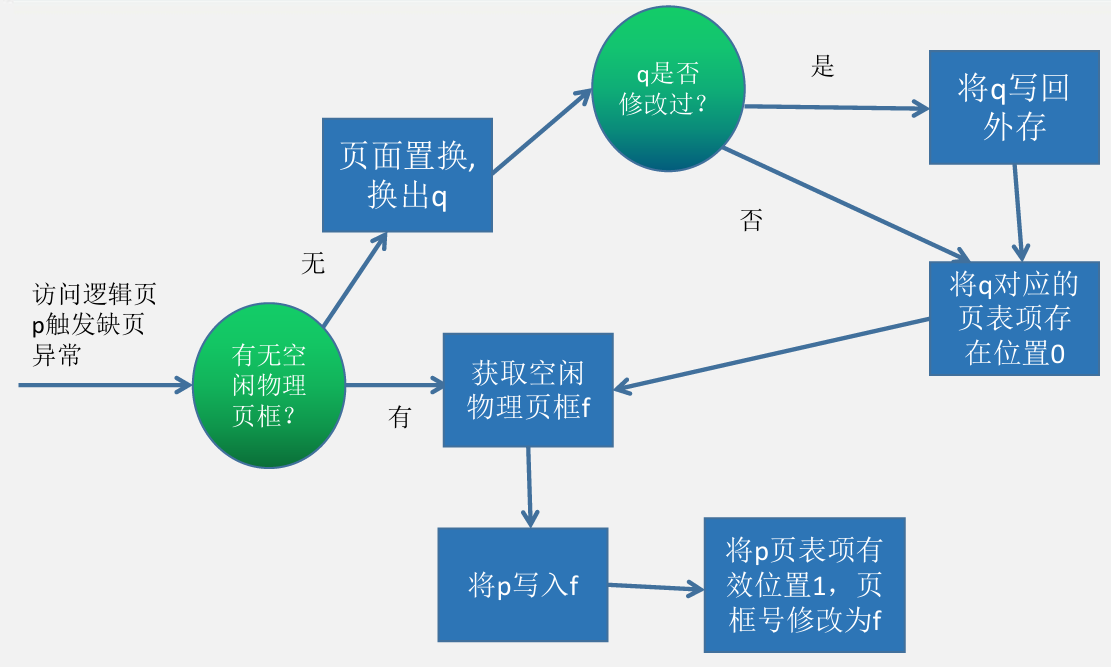 访问逻辑页
p触发缺页
异常
有无空
闲物理
页框?
无
页面置换,
换出q
q是否
修改过?
是
将q写回
外存
否
将q对应的
页表项存
在位置0
有
获取空闲
物理页框f
将p写入f
将p页表项有
效位置1，页
框号修改为f